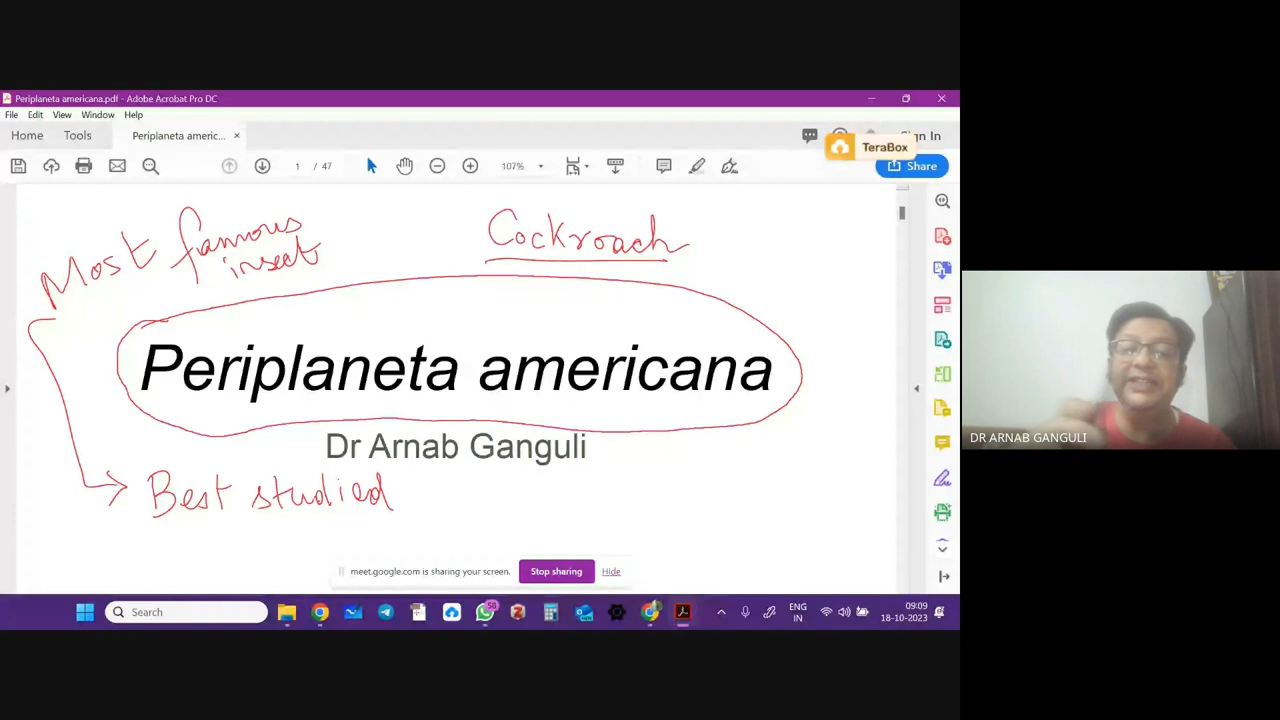 Periplaneta americana.pdf - Adobe Acrobat Pro DC
File Edit View Window Help
Home Tools Periplaneta americ... × Sign In
TeraBox
1 / 47 107% Share
Most famous
insect
Cockroach
Periplaneta americana
Dr Arnab Ganguli
DR ARNAB GANGULI
Best studied
meet.google.com is sharing your screen. Stop sharing Hide
Search 58 ENG 09:09
IN 18-10-2023